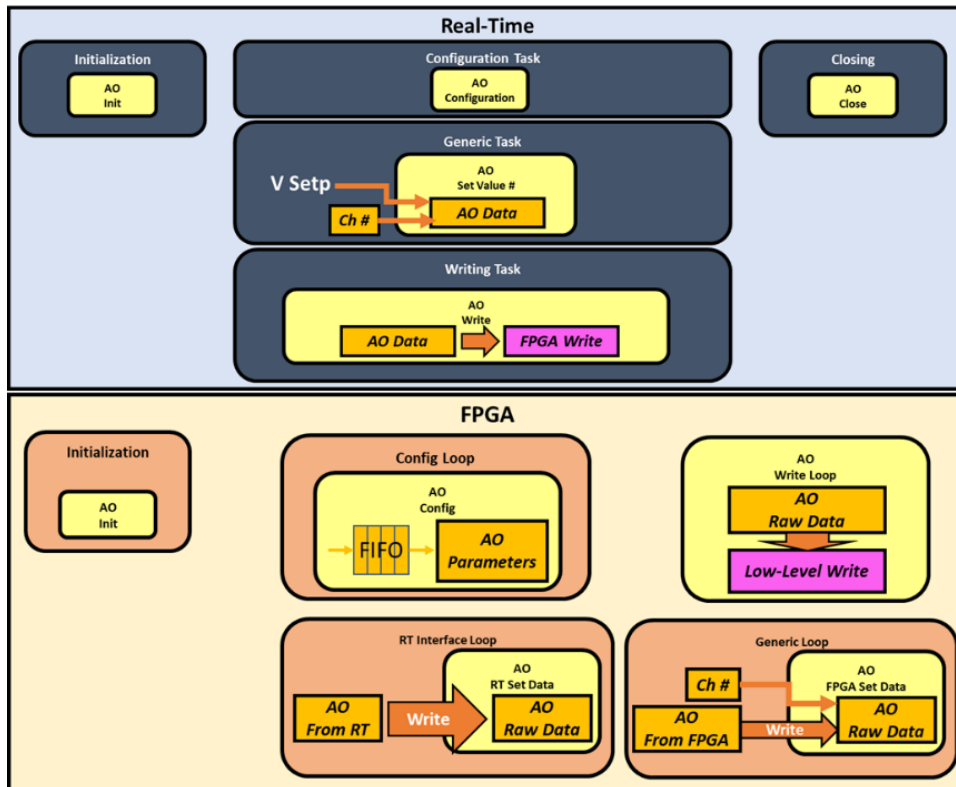 Real-Time
Initialization
AO
Init
Configuration Task
AO
Configuration
Closing
AO
Close
Generic Task
AO
Set Value #
V Setp
AO Data
Ch #
Writing Task
AO
Write
AO Data
FPGA Write
FPGA
Initialization
AO
Init
Config Loop
AO
Config
FIFO
AO
Parameters
AO
Write Loop
AO
Raw Data
Low-Level Write
RT Interface Loop
AO
RT Set Data
AO
From RT
Write
AO
Raw Data
Generic Loop
Ch #
AO
FPGA Set Data
AO
From FPGA
Write
AO
Raw Data